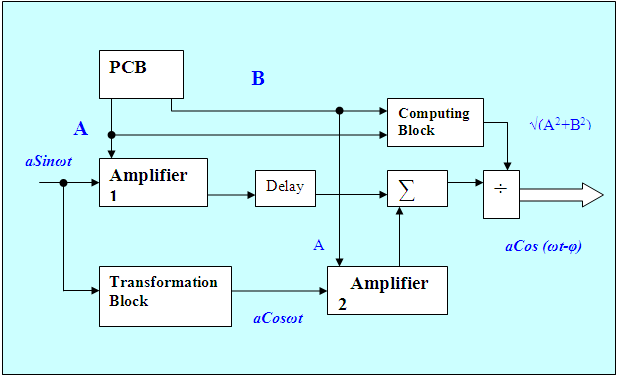 PCB
B
A
Computing
Block
√(A²+B²)
aSinωt
Amplifier
1
Delay
∑
÷
A
aCos (ωt-φ)
Transformation
Block
Amplifier
2
aCosωt